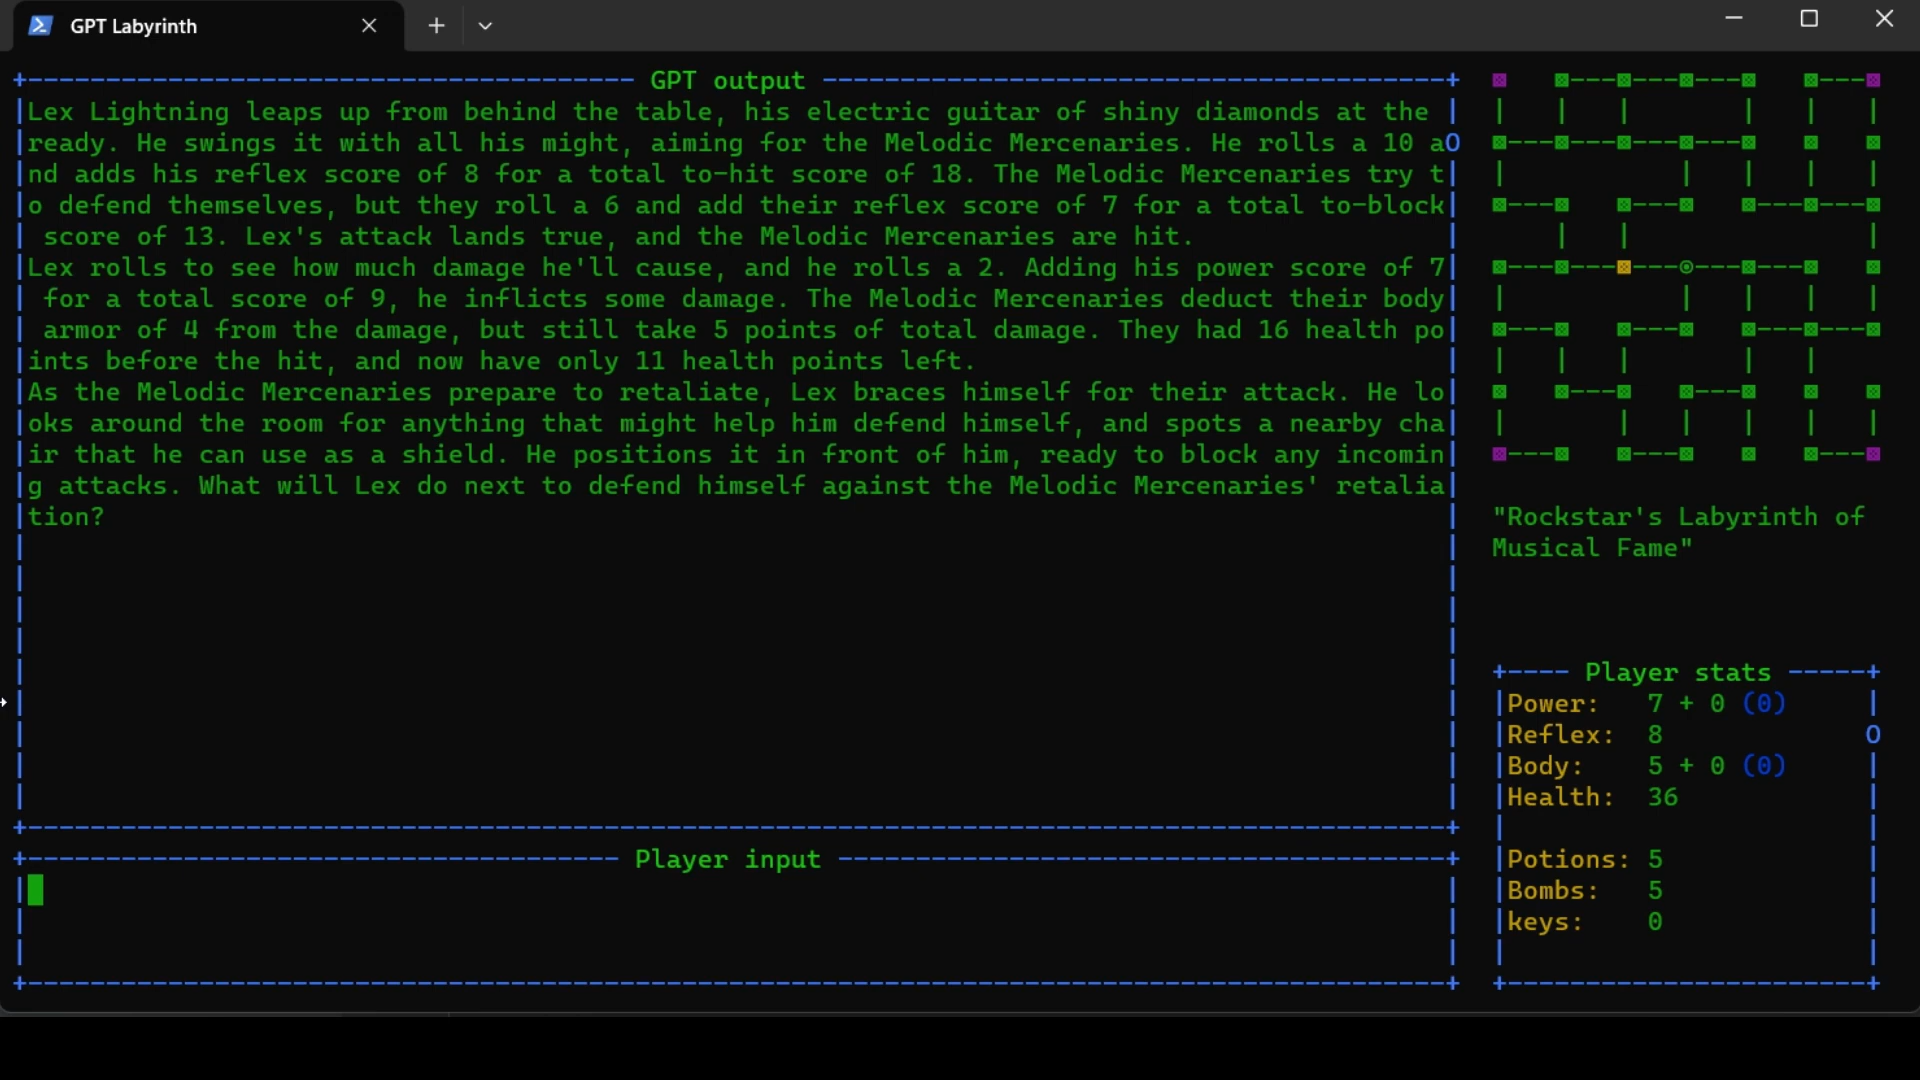 GPT Labyrinth
GPT output
Lex Lightning leaps up from behind the table, his electric guitar of shiny diamonds at the
ready. He swings it with all his might, aiming for the Melodic Mercenaries. He rolls a 10 a
nd adds his reflex score of 8 for a total to-hit score of 18. The Melodic Mercenaries try t
o defend themselves, but they roll a 6 and add their reflex score of 7 for a total to-block
score of 13. Lex's attack lands true, and the Melodic Mercenaries are hit.
Lex rolls to see how much damage he'll cause, and he rolls a 2. Adding his power score of 7
for a total score of 9, he inflicts some damage. The Melodic Mercenaries deduct their body
armor of 4 from the damage, but still take 5 points of total damage. They had 16 health po
ints before the hit, and now have only 11 health points left.
As the Melodic Mercenaries prepare to retaliate, Lex braces himself for their attack. He lo
oks around the room for anything that might help him defend himself, and spots a nearby cha
ir that he can use as a shield. He positions it in front of him, ready to block any incomin
g attacks. What will Lex do next to defend himself against the Melodic Mercenaries' retalia
tion?
Player input
"Rockstar's Labyrinth of
Musical Fame"
Player stats
Power: 7 + 0 (0)
Reflex: 8
Body: 5 + 0 (0)
Health: 36
Potions: 5
Bombs: 5
keys: 0